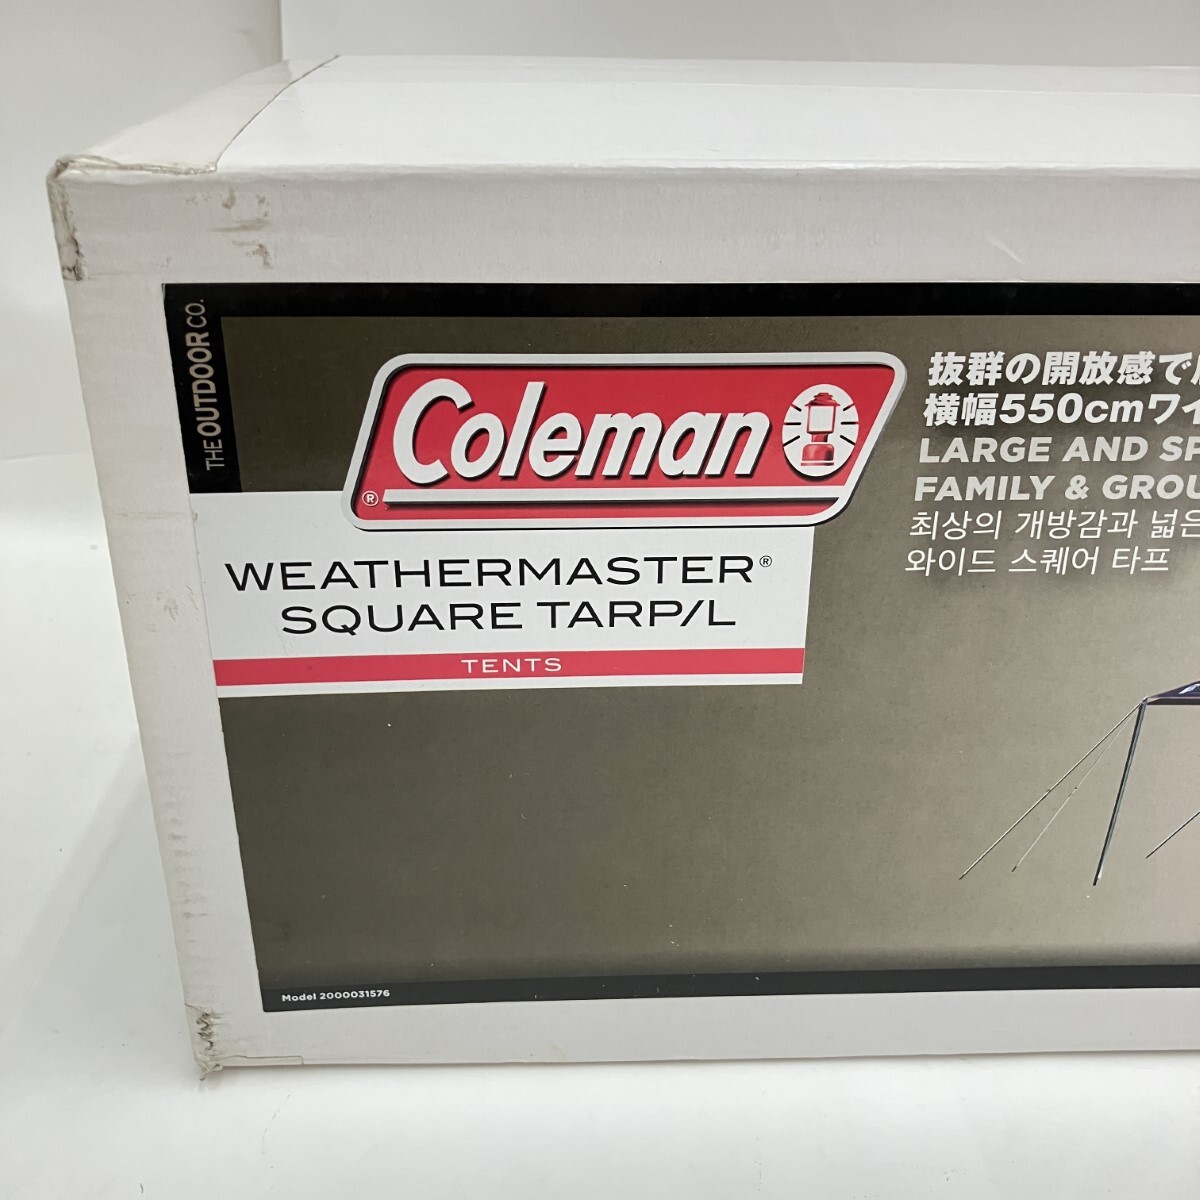 THE OUTDOOR CO.
Coleman
®
WEATHERMASTER®
SQUARE TARP/L
TENTS
抜群の開放感で
横幅550cmワイ
LARGE AND SP
FAMILY & GROU
최상의 개방감과 넓은
와이드 스퀘어 타프
Model 2000031576